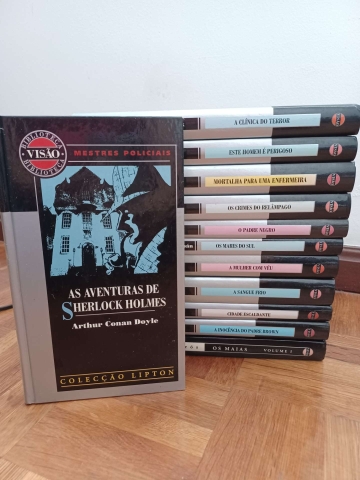 BIBLIOTECA
VISÃO
BIBLIOTECA
MESTRES POLICIAIS
AS AVENTURAS DE
SHERLOCK HOLMES
Arthur Conan Doyle
COLECÇÃO LIPTON
A CLÍNICA DO TERROR
ESTE HOMEM É PERIGOSO
MORTALHA PARA UMA ENFERMEIRA
OS CRIMES DO RELÂMPAGO
O PADRE NEGRO
OS MARES DO SUL
A MULHER COM VÉU
A SANGUE FRIO
CIDADE ESCALDANTE
A INOCÊNCIA DO PADRE BROWN
OS MAIAS VOLUME 2